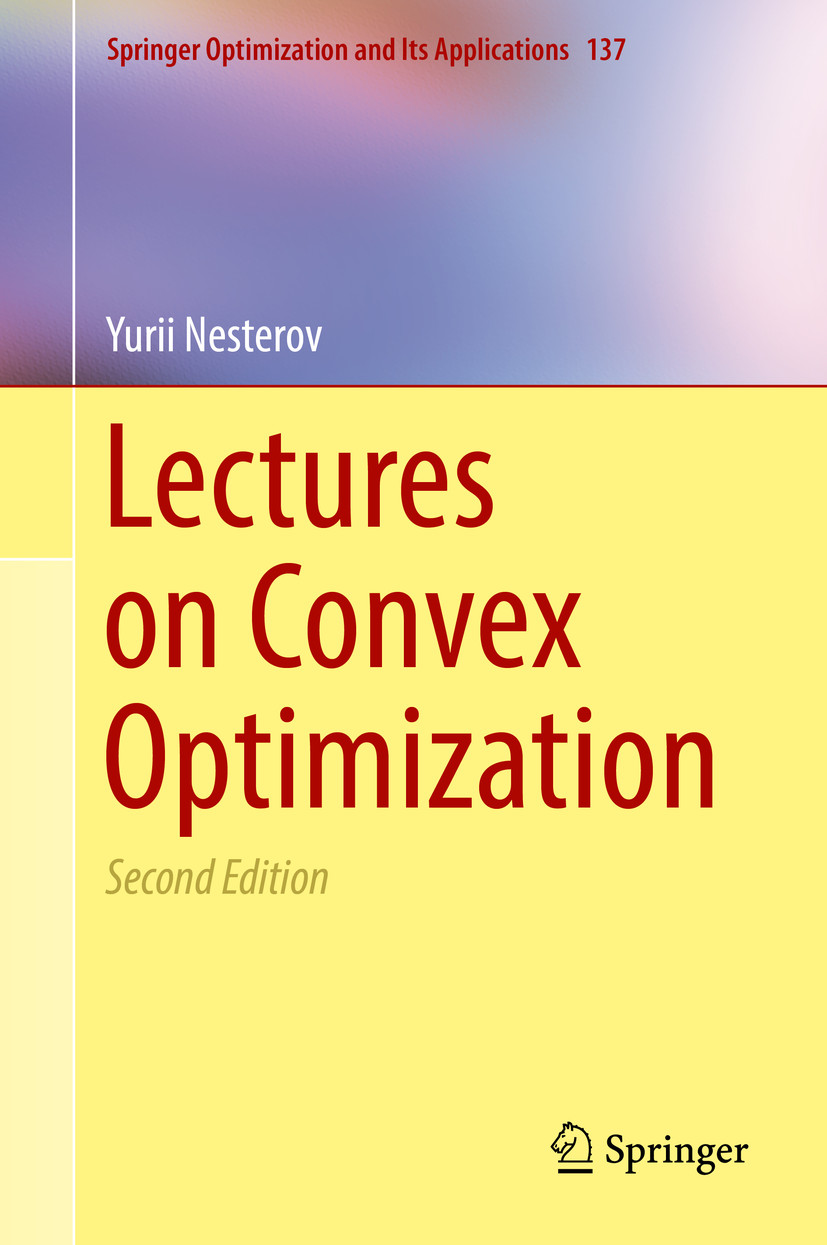 Springer Optimization and Its Applications 137
Yurii Nesterov
Lectures
on Convex
Optimization
Second Edition
Springer